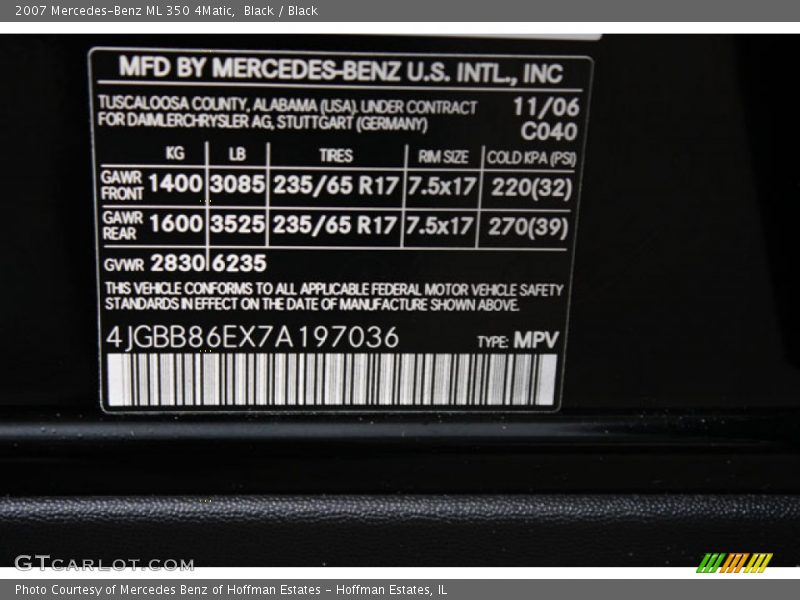 2007 Mercedes-Benz ML 350 4Matic, Black / Black
MFD BY MERCEDES-BENZ U.S. INTL., INC
TUSCALOOSA COUNTY, ALABAMA (USA). UNDER CONTRACT 11/06
FOR DAIMLERCHRYSLER AG, STUTTGART (GERMANY) C040
KG LB TIRES RIM SIZE COLD KPA (PSI)
GAWR FRONT 1400 3085 235/65 R17 7.5x17 220(32)
GAWR REAR 1600 3525 235/65 R17 7.5x17 270(39)
GVWR 2830 6235
THIS VEHICLE CONFORMS TO ALL APPLICABLE FEDERAL MOTOR VEHICLE SAFETY
STANDARDS IN EFFECT ON THE DATE OF MANUFACTURE SHOWN ABOVE.
4JGBB86EX7A197036 TYPE: MPV
GTCARLOT.COM
Photo Courtesy of Mercedes Benz of Hoffman Estates - Hoffman Estates, IL